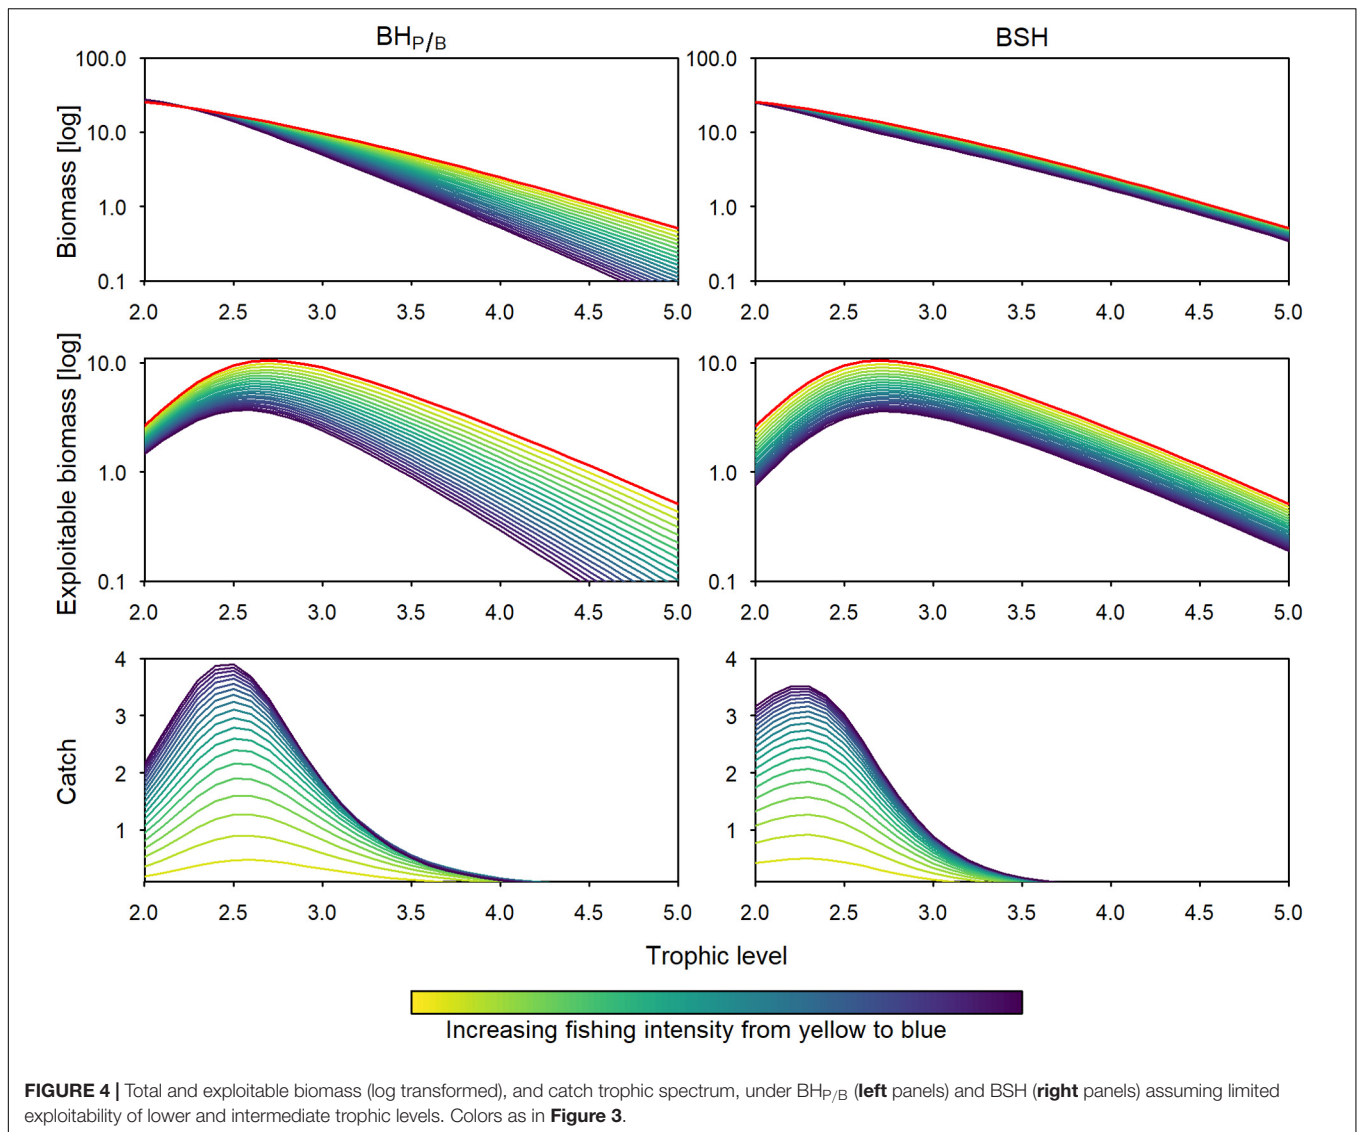 BH_P/B BSH
Biomass [log]
100.0 100.0
10.0 10.0
1.0 1.0
0.1 0.1
2.0 2.5 3.0 3.5 4.0 4.5 5.0 2.0 2.5 3.0 3.5 4.0 4.5 5.0
Exploitable biomass [log]
10.0 10.0
1.0 1.0
0.1 0.1
2.0 2.5 3.0 3.5 4.0 4.5 5.0 2.0 2.5 3.0 3.5 4.0 4.5 5.0
Catch
4 4
3 3
2 2
1 1
2.0 2.5 3.0 3.5 4.0 4.5 5.0 2.0 2.5 3.0 3.5 4.0 4.5 5.0
Trophic level
Increasing fishing intensity from yellow to blue
FIGURE 4 | Total and exploitable biomass (log transformed), and catch trophic spectrum, under BH_P/B (left panels) and BSH (right panels) assuming limited
exploitability of lower and intermediate trophic levels. Colors as in Figure 3.